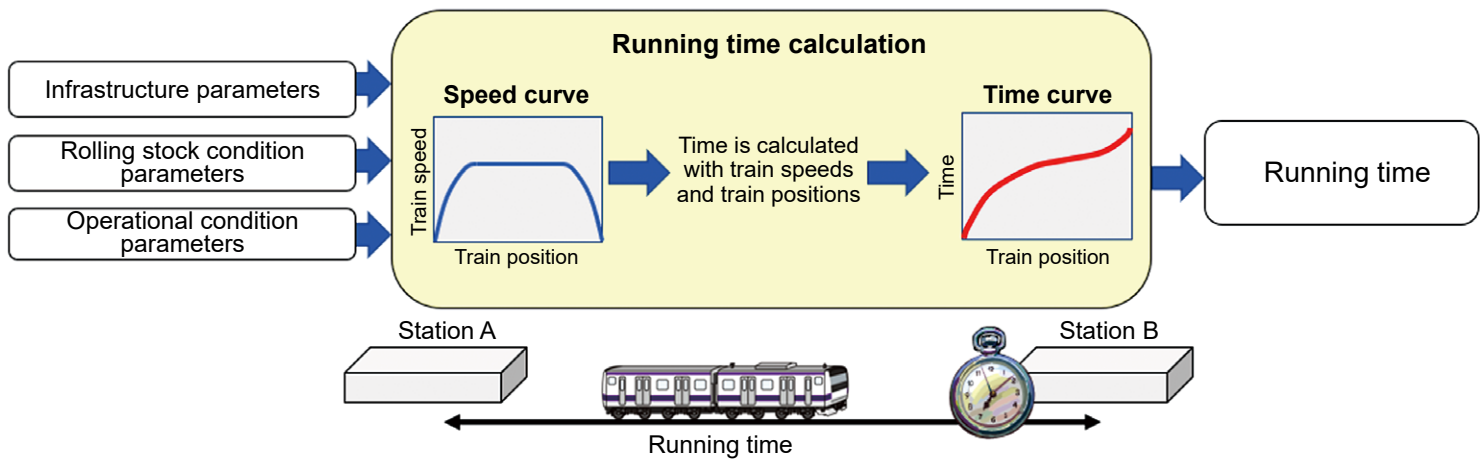 Running time calculation
Infrastructure parameters
Rolling stock condition
parameters
Operational condition
parameters
Speed curve
Train speed
Train position
Time is calculated
with train speeds
and train positions
Time curve
Time
Train position
Running time
Station A
Station B
Running time